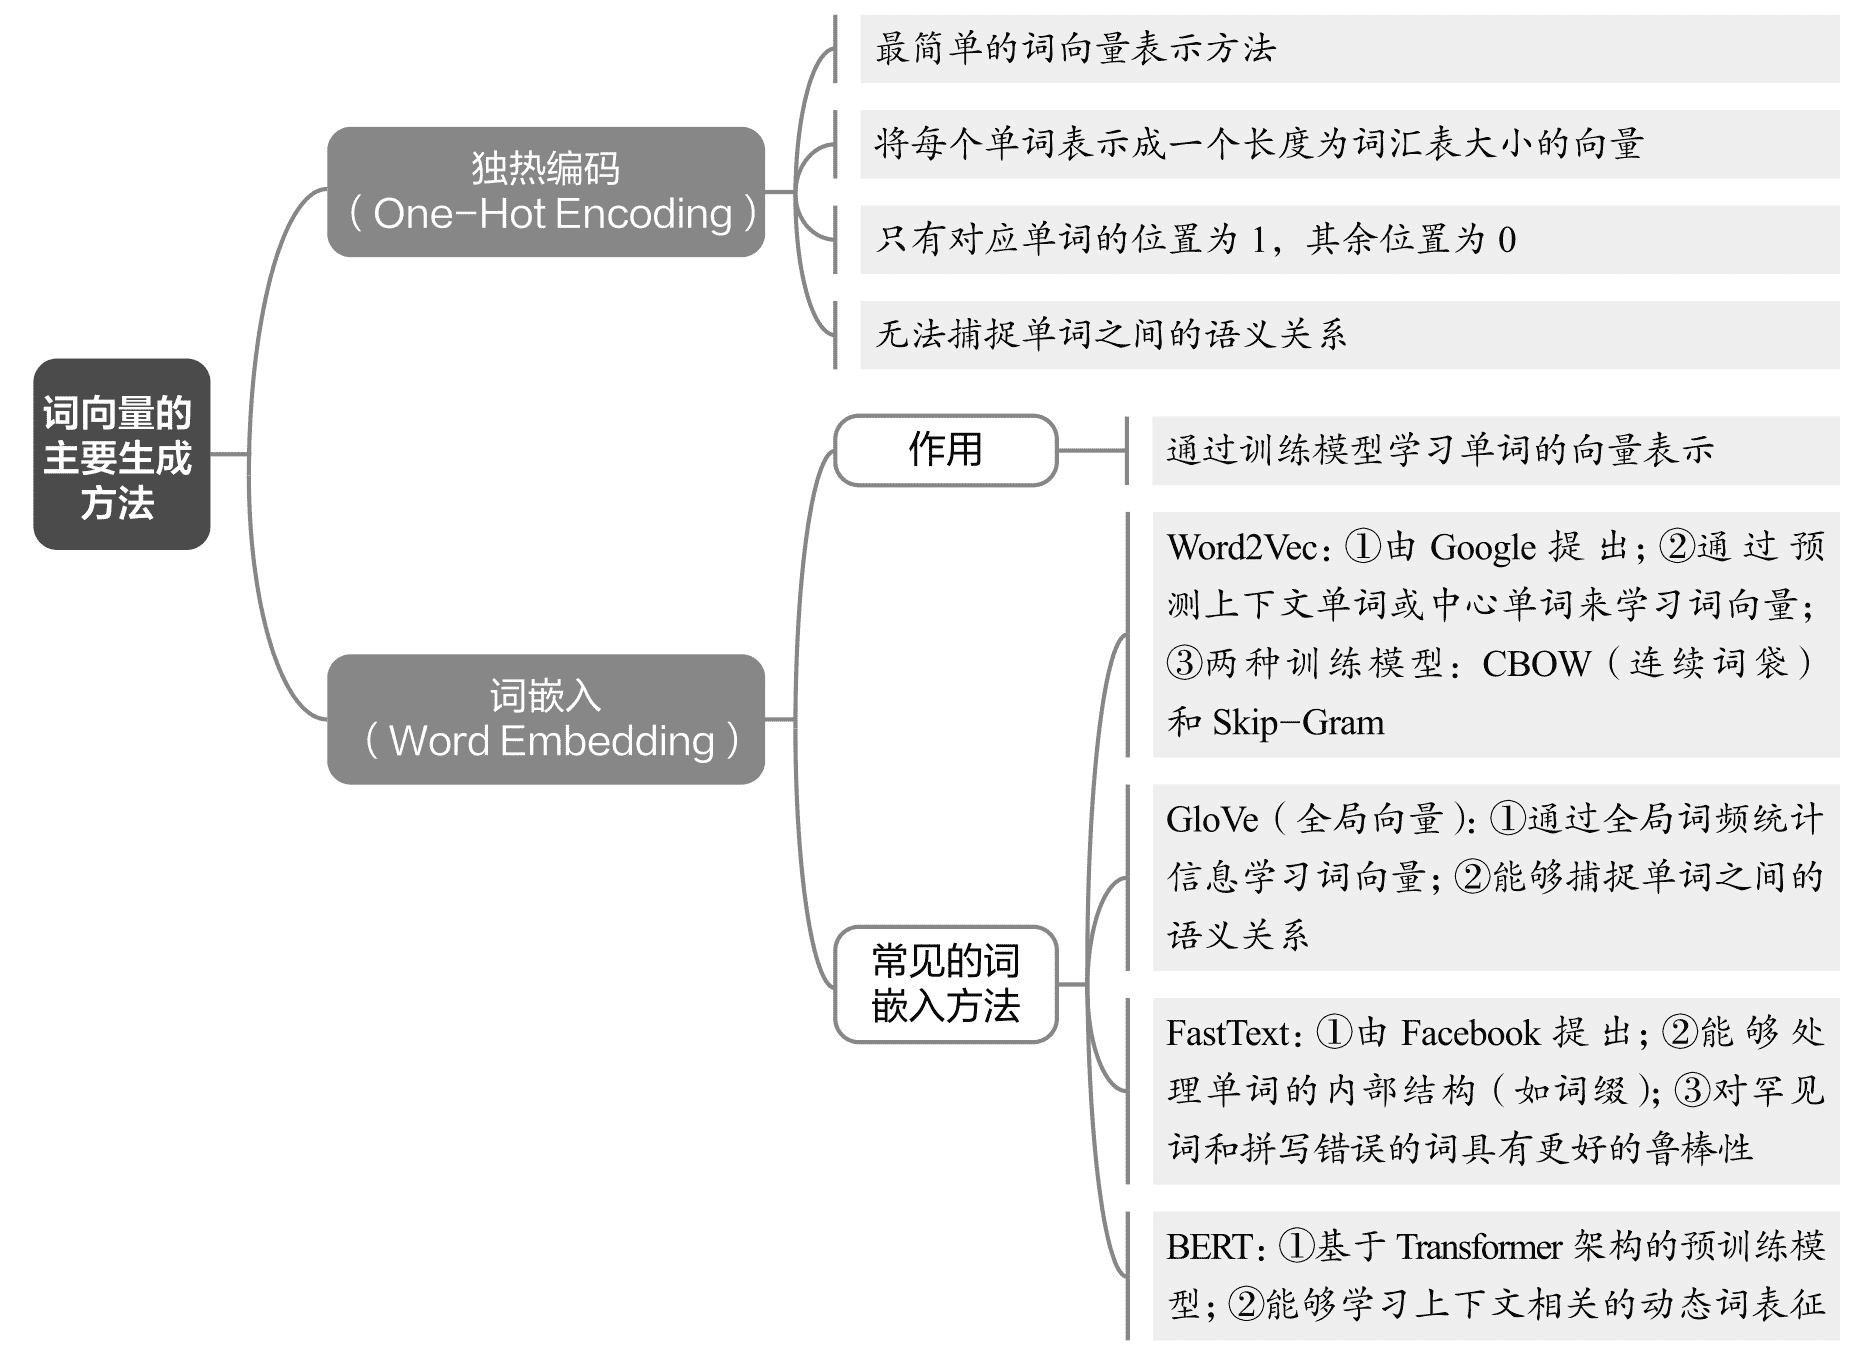 词向量的
主要生成
方法
独热编码
（One-Hot Encoding）
最简单的词向量表示方法
将每个单词表示成一个长度为词汇表大小的向量
只有对应单词的位置为 1，其余位置为 0
无法捕捉单词之间的语义关系
词嵌入
（Word Embedding）
作用
通过训练模型学习单词的向量表示
常见的词
嵌入方法
Word2Vec：①由 Google 提出；②通过预
测上下文单词或中心单词来学习词向量；
③两种训练模型：CBOW（连续词袋）
和 Skip-Gram
GloVe（全局向量）：①通过全局词频统计
信息学习词向量；②能够捕捉单词之间的
语义关系
FastText：①由 Facebook 提出；②能够处
理单词的内部结构（如词缀）；③对罕见
词和拼写错误的词具有更好的鲁棒性
BERT：①基于 Transformer 架构的预训练模
型；②能够学习上下文相关的动态词表征